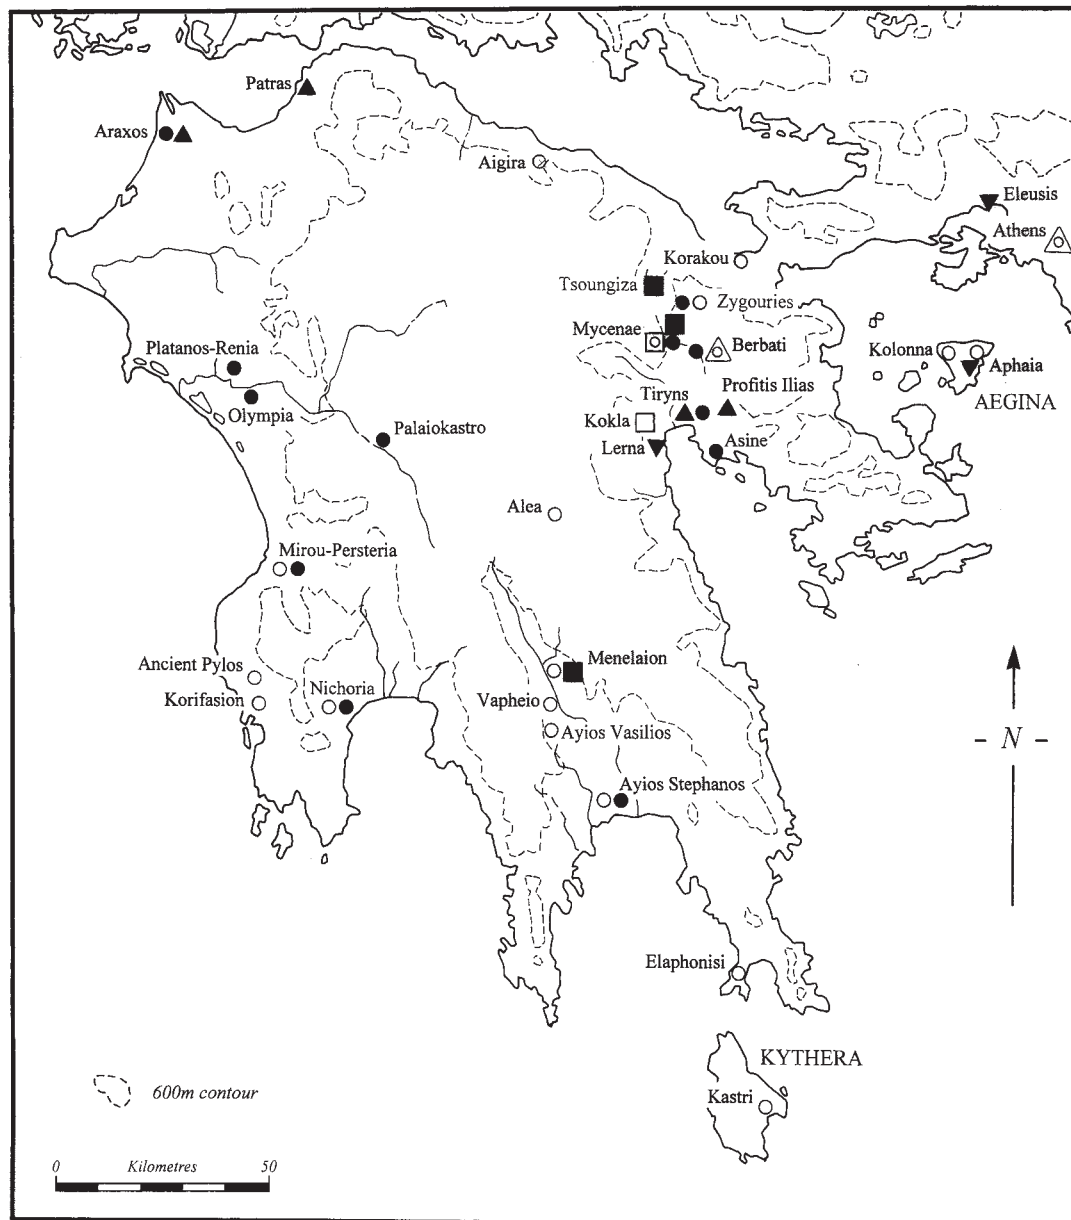 Patras
Araxos
Aigira
Eleusis
Athens
Korakou
Tsoungiza
Zygouries
Mycenae
Berbati
Kolonna
Aphaia
AEGINA
Platanos-Renia
Olympia
Profitis Ilias
Tiryns
Kokla
Palaiokastro
Lerna
Asine
Alea
Mirou-Persteria
Menelaion
Ancient Pylos
Korifasion
Nichoria
Vapheio
Ayios Vasilios
Ayios Stephanos
- N -
Elaphonisi
KYTHERA
Kastri
600m contour
0 Kilometres 50